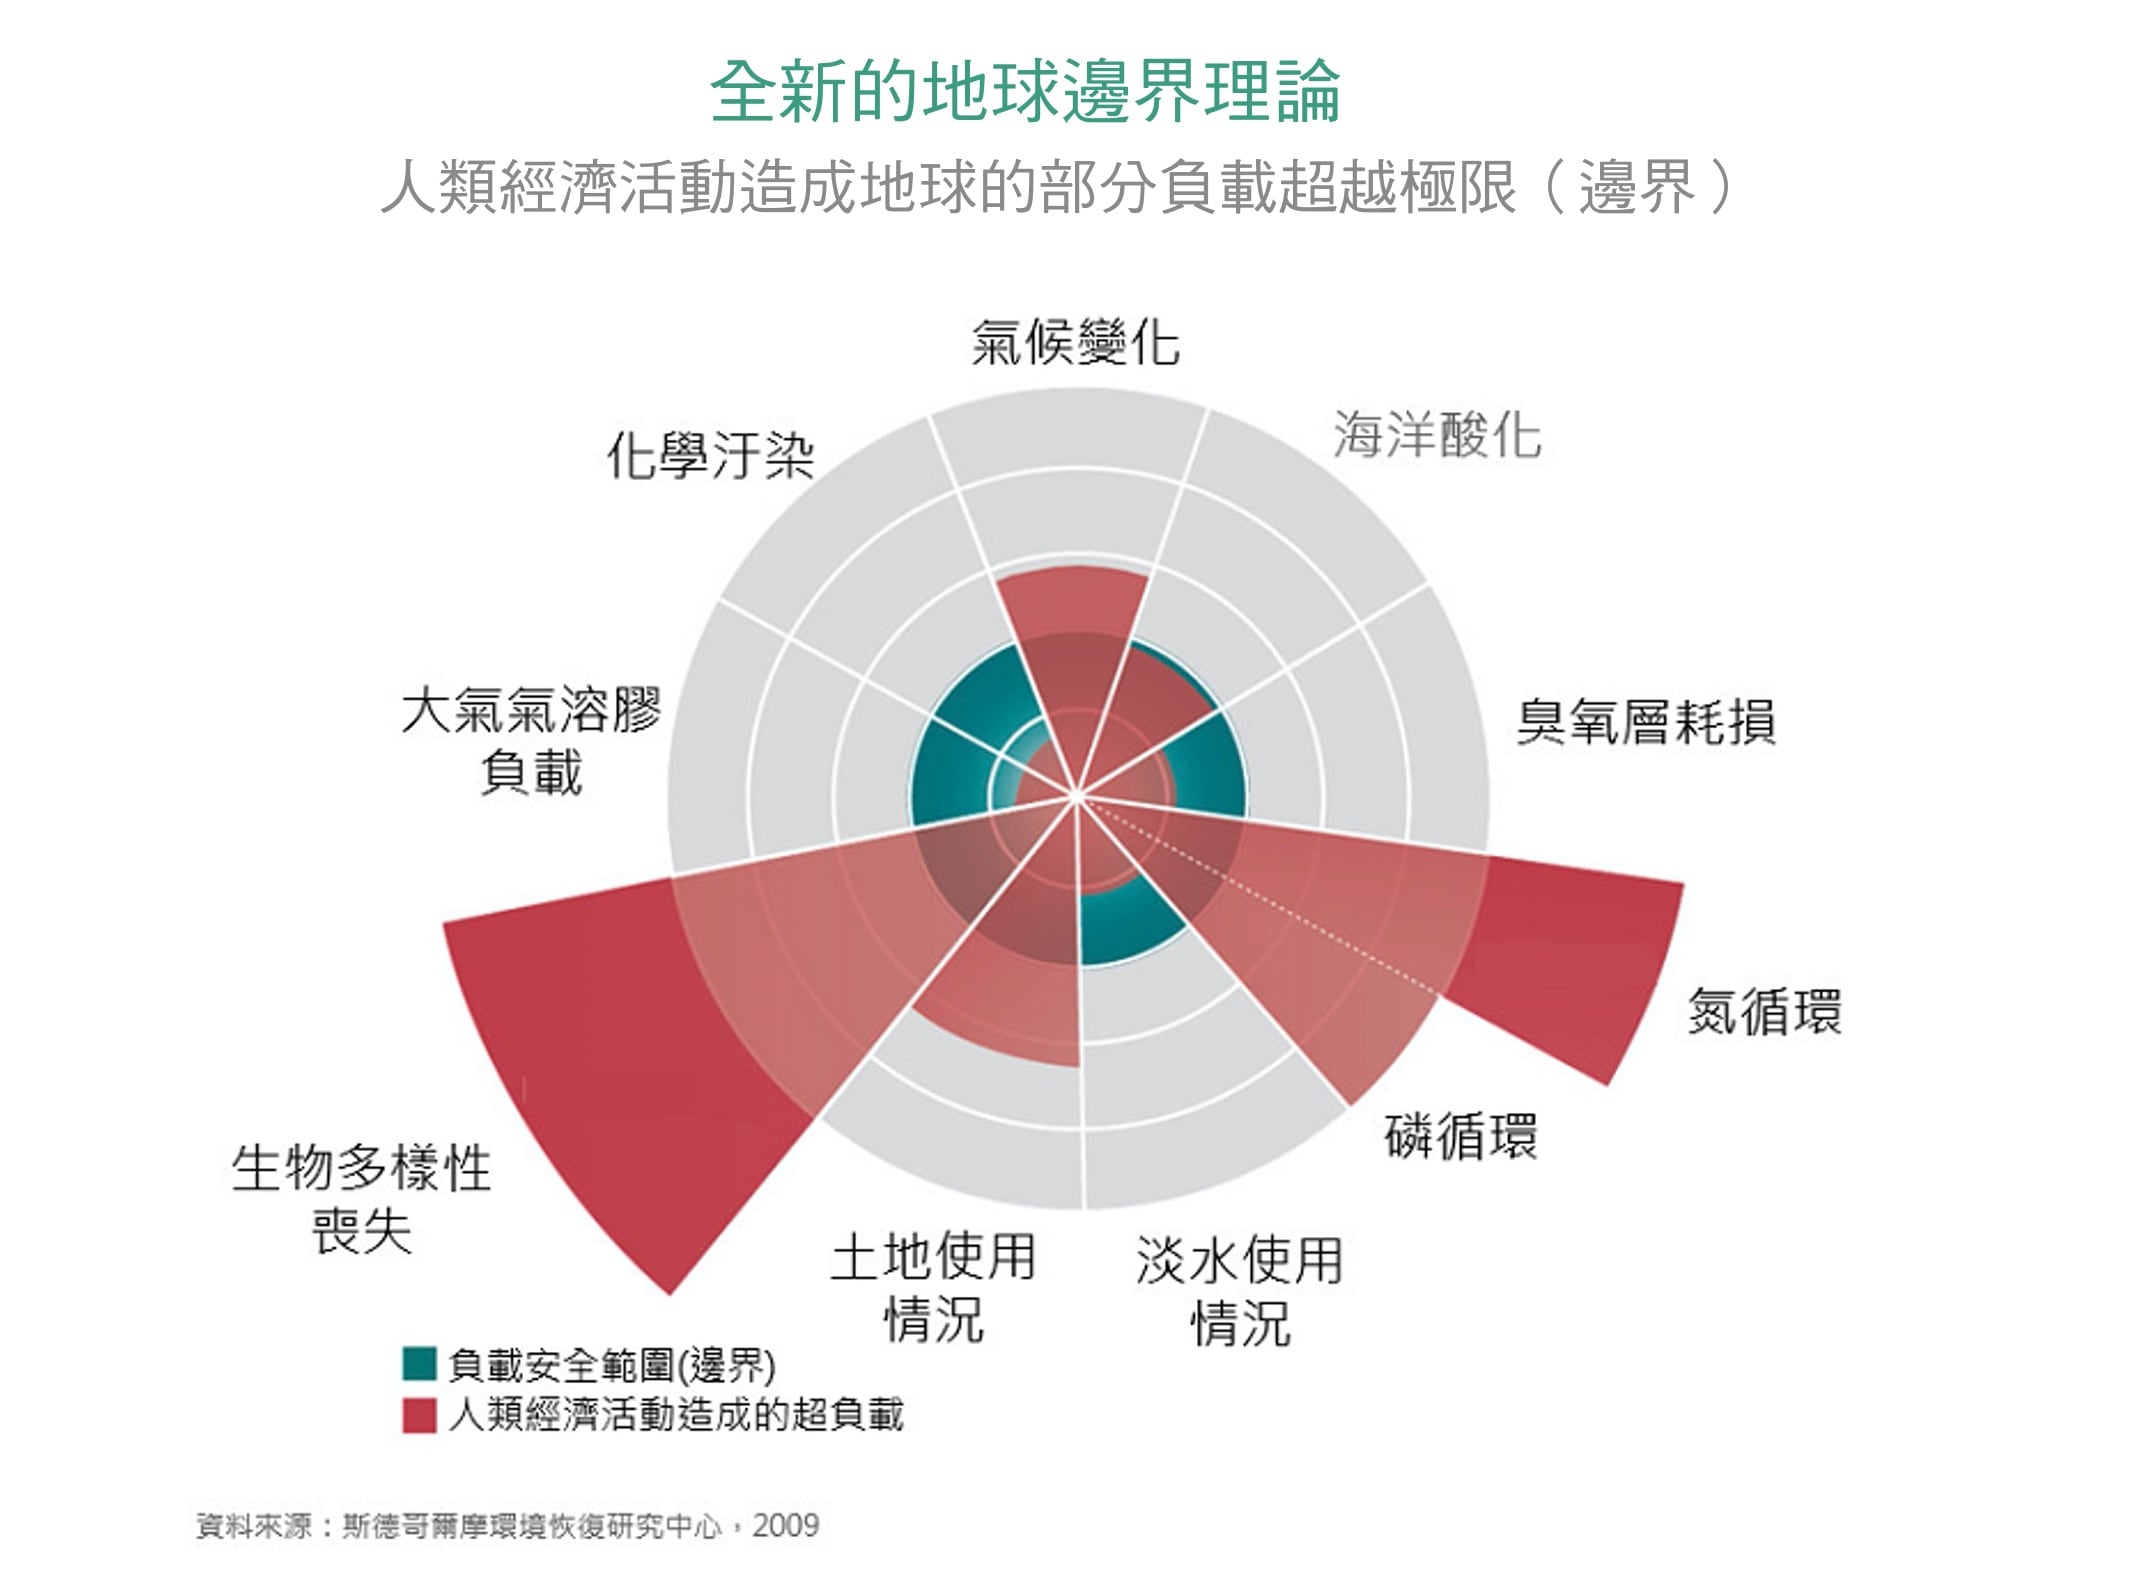 全新的地球邊界理論
人類經濟活動造成地球的部分負載超越極限（邊界）
氣候變化
海洋酸化
化學汙染
大氣氣溶膠
負載
臭氧層耗損
氮循環
磷循環
生物多樣性
喪失
土地使用
情況
淡水使用
情況
負載安全範圍(邊界)
人類經濟活動造成的超負載
資料來源：斯德哥爾摩環境恢復研究中心，2009